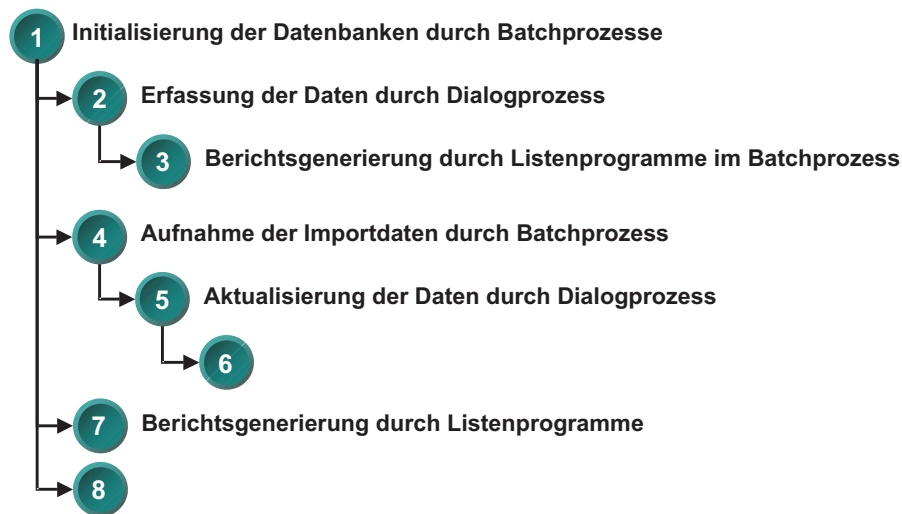 1 Initialisierung der Datenbanken durch Batchprozesse
2 Erfassung der Daten durch Dialogprozess
3 Berichtsgenerierung durch Listenprogramme im Batchprozess
4 Aufnahme der Importdaten durch Batchprozess
5 Aktualisierung der Daten durch Dialogprozess
6
7 Berichtsgenerierung durch Listenprogramme
8